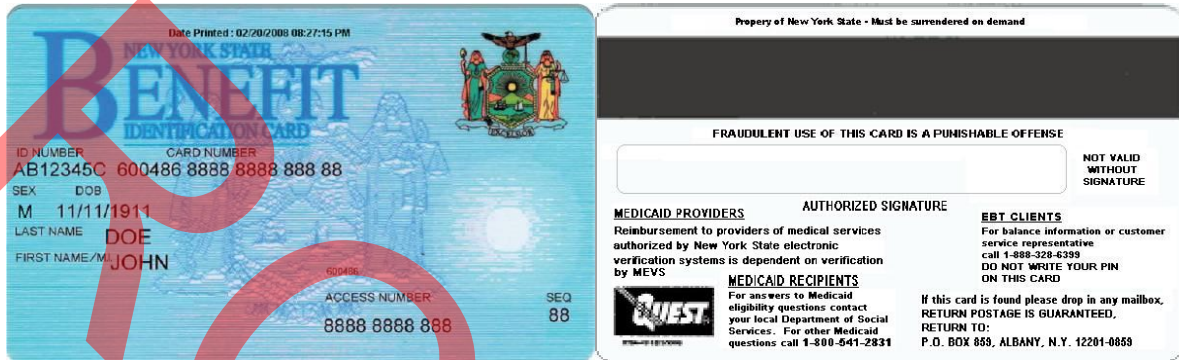 Date Printed : 02/20/2008 08:27:15 PM
NEW YORK STATE
BENEFIT
IDENTIFICATION CARD
ID NUMBER CARD NUMBER
AB12345C 600486 8888 8888 888 88
SEX DOB
M 11/11/1911
LAST NAME DOE
FIRST NAME/M.I. JOHN
600486
ACCESS NUMBER SEQ
8888 8888 888 88
EXCELSIOR
Propery of New York State - Must be surrendered on demand
FRAUDULENT USE OF THIS CARD IS A PUNISHABLE OFFENSE
NOT VALID
WITHOUT
SIGNATURE
AUTHORIZED SIGNATURE
MEDICAID PROVIDERS
Reimbursement to providers of medical services
authorized by New York State electronic
verification systems is dependent on verification
by MEVS
EBT CLIENTS
For balance information or customer
service representative
call 1-888-328-6399
DO NOT WRITE YOUR PIN
ON THIS CARD
QUEST
MEDICAID RECIPIENTS
For answers to Medicaid
eligibility questions contact
your local Department of Social
Services. For other Medicaid
questions call 1-800-541-2831
If this card is found please drop in any mailbox,
RETURN POSTAGE IS GUARANTEED,
RETURN TO:
P.O. BOX 859, ALBANY, N.Y. 12201-0859